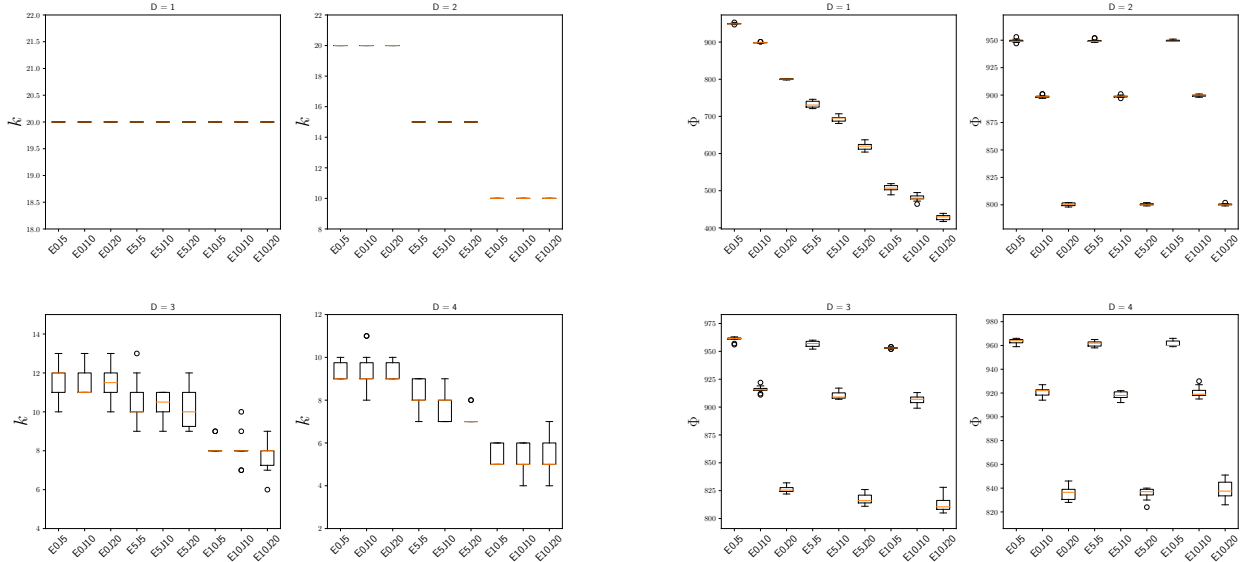 D = 1
22.0
21.5
21.0
20.5
20.0
19.5
19.0
18.5
18.0
k
E0J5
E0J10
E0J20
E5J5
E5J10
E5J20
E10J5
E10J10
E10J20
D = 2
22
20
18
16
14
12
10
8
k
E0J5
E0J10
E0J20
E5J5
E5J10
E5J20
E10J5
E10J10
E10J20
D = 1
900
800
700
600
500
400
Φ
E0J5
E0J10
E0J20
E5J5
E5J10
E5J20
E10J5
E10J10
E10J20
D = 2
950
900
850
800
Φ
E0J5
E0J10
E0J20
E5J5
E5J10
E5J20
E10J5
E10J10
E10J20
D = 3
14
12
10
8
6
4
k
E0J5
E0J10
E0J20
E5J5
E5J10
E5J20
E10J5
E10J10
E10J20
D = 4
12
10
8
6
4
2
k
E0J5
E0J10
E0J20
E5J5
E5J10
E5J20
E10J5
E10J10
E10J20
D = 3
975
950
925
900
875
850
825
800
Φ
E0J5
E0J10
E0J20
E5J5
E5J10
E5J20
E10J5
E10J10
E10J20
D = 4
980
960
940
920
900
880
860
840
820
Φ
E0J5
E0J10
E0J20
E5J5
E5J10
E5J20
E10J5
E10J10
E10J20